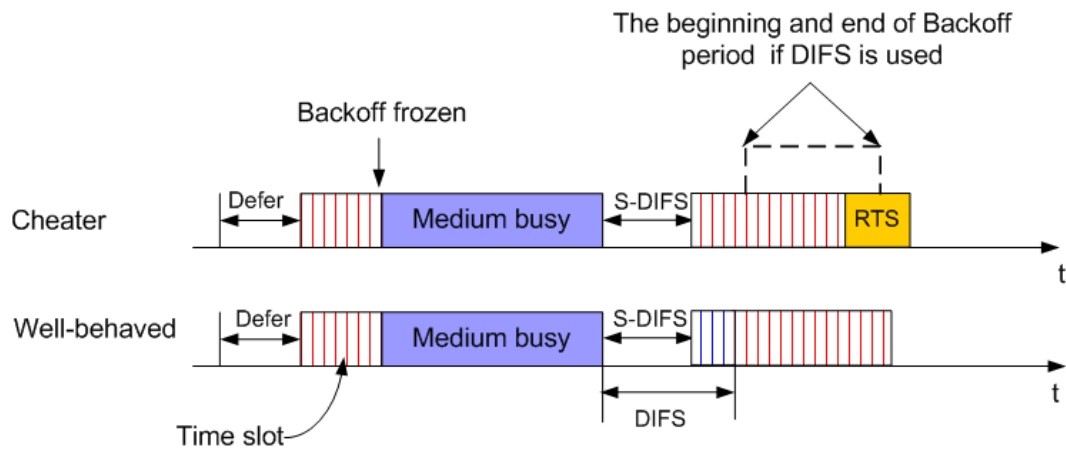 The beginning and end of Backoff
period if DIFS is used
Backoff frozen
Cheater
Defer
Medium busy
S-DIFS
RTS
t
Well-behaved
Defer
Medium busy
S-DIFS
t
DIFS
Time slot